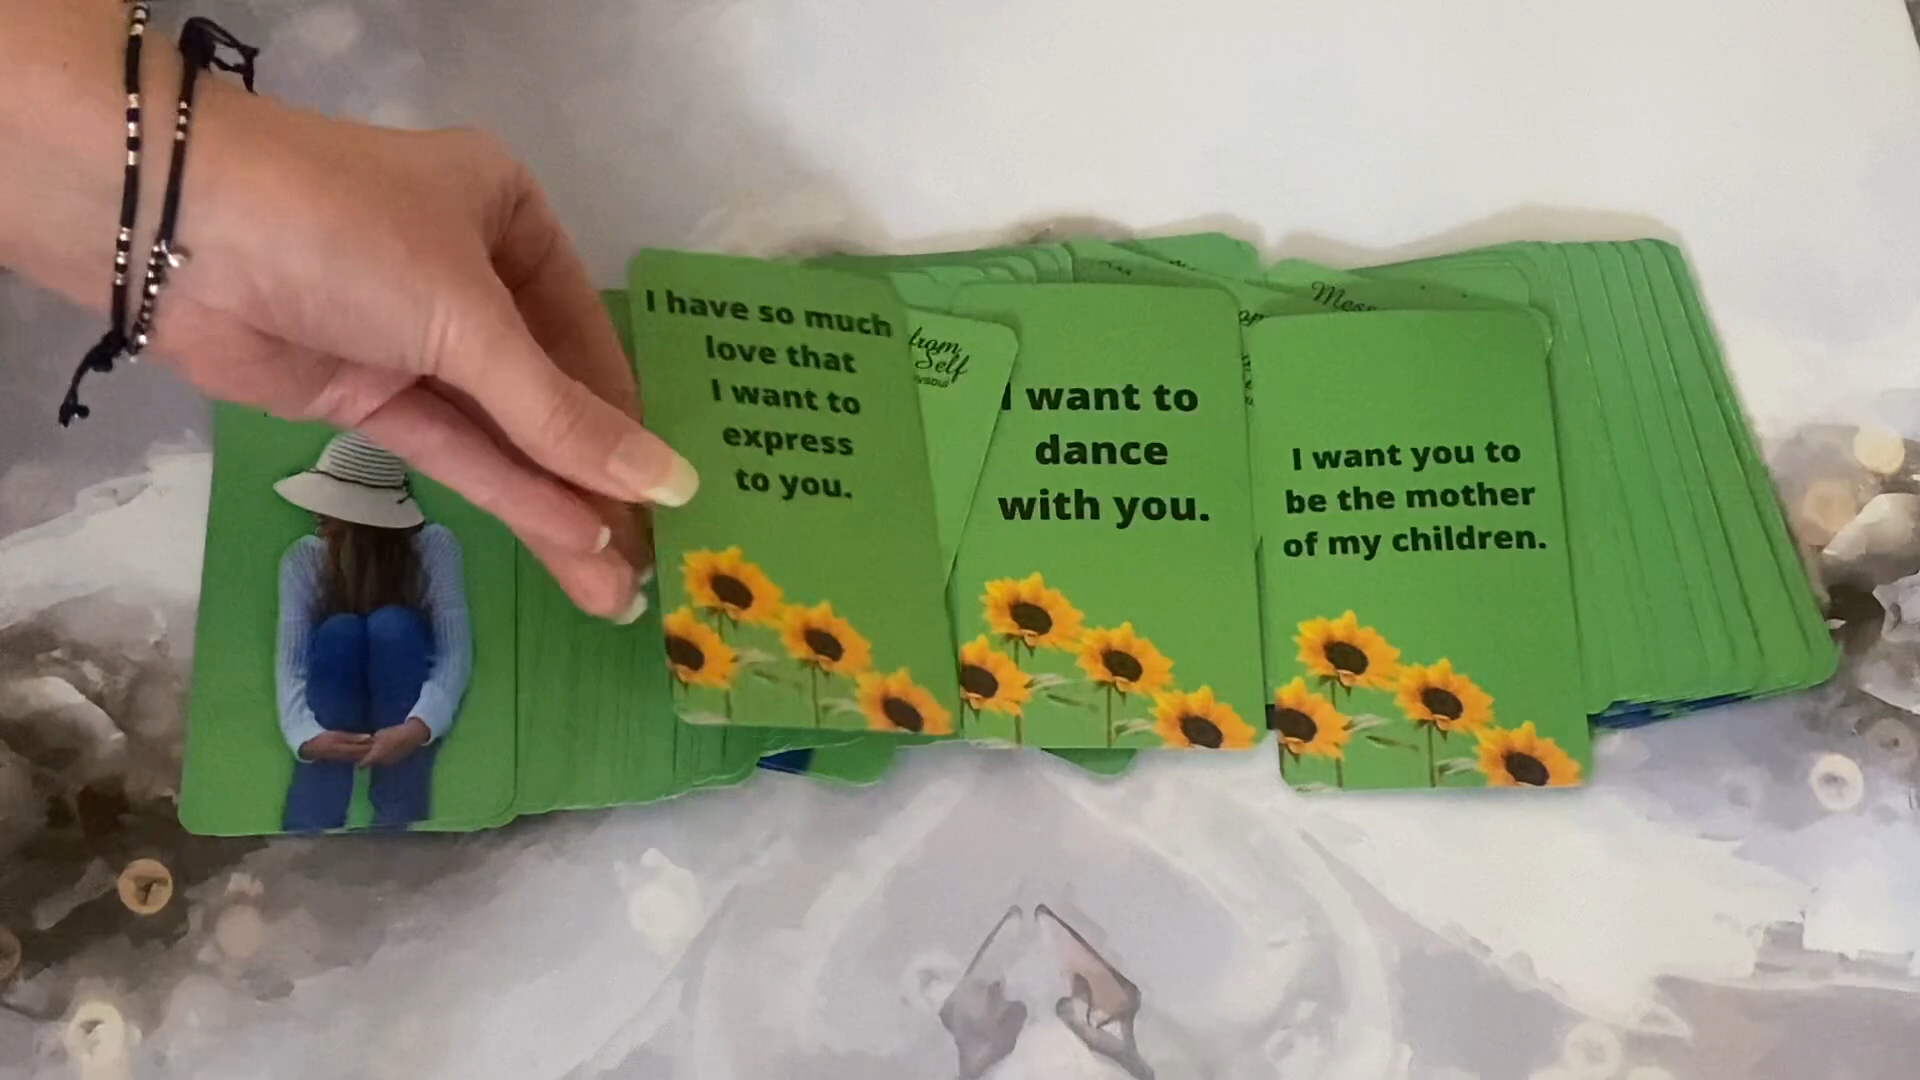 I have so much
love that
I want to
express
to you.
from
Self
I want to
dance
with you.
I want you to
be the mother
of my children.